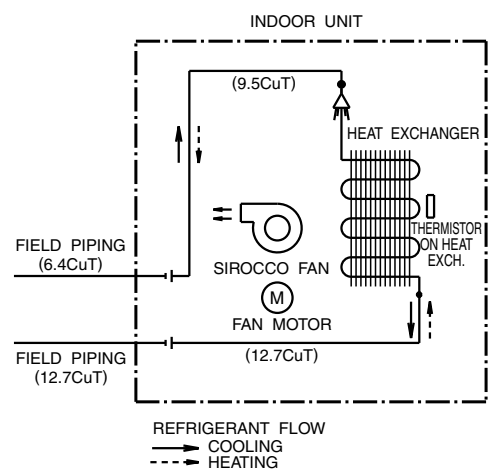 INDOOR UNIT
(9.5CuT)
HEAT EXCHANGER
THERMISTOR
ON HEAT
EXCH.
FIELD PIPING
(6.4CuT)
SIROCCO FAN
M
FAN MOTOR
FIELD PIPING
(12.7CuT)
(12.7CuT)
REFRIGERANT FLOW
COOLING
HEATING